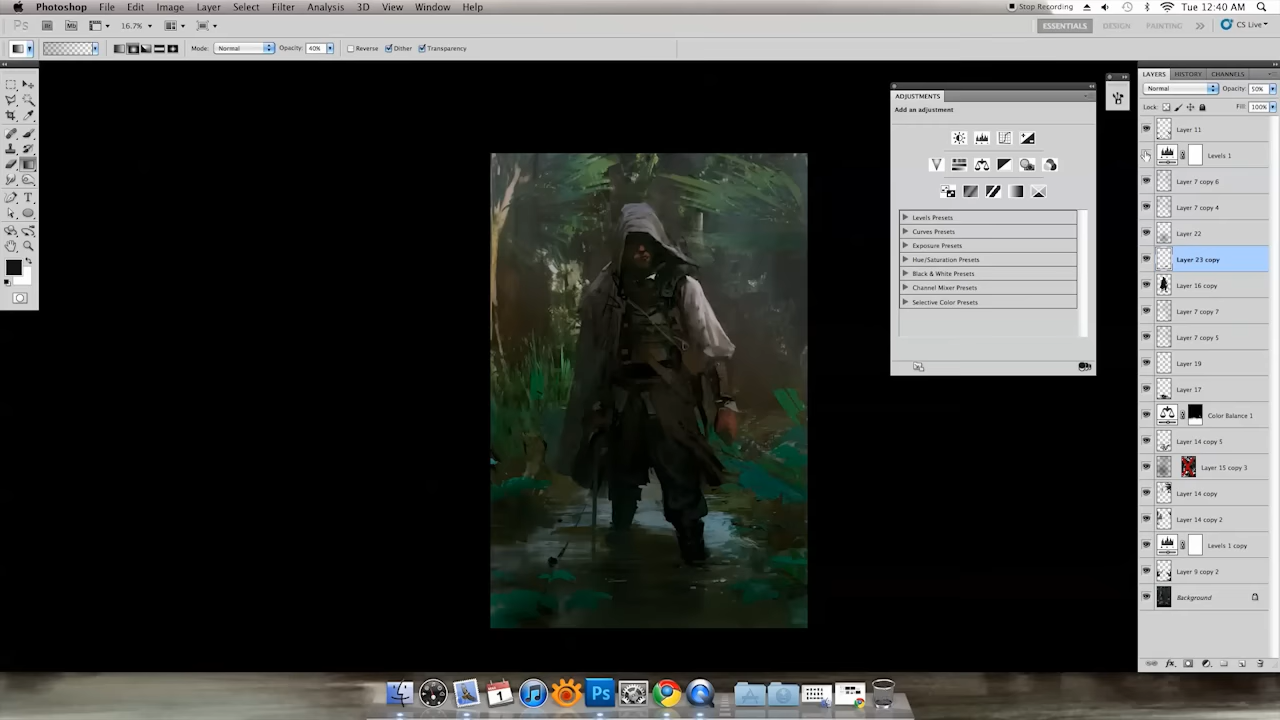 Photoshop File Edit Image Layer Select Filter Analysis 3D View Window Help Stop Recording Tue 12:40 AM
Ps Br Mb 16.7% ESSENTIALS DESIGN PAINTING >> CS Live
Mode: Normal Opacity: 40% Reverse Dither Transparency
LAYERS HISTORY CHANNELS
Normal Opacity: 50%
Lock: Fill: 100%
ADJUSTMENTS
Add an adjustment
Levels Presets
Curves Presets
Exposure Presets
Hue/Saturation Presets
Black & White Presets
Channel Mixer Presets
Selective Color Presets
Layer 11
Levels 1
Layer 7 copy 6
Layer 7 copy 4
Layer 22
Layer 23 copy
Layer 16 copy
Layer 7 copy 7
Layer 7 copy 5
Layer 19
Layer 17
Color Balance 1
Layer 14 copy 5
Layer 15 copy 3
Layer 14 copy
Layer 14 copy 2
Levels 1 copy
Layer 9 copy 2
Background
fx
T
1
Ps